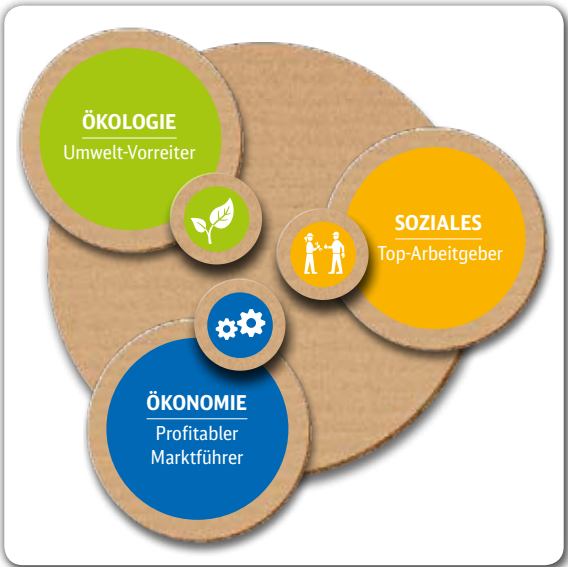 ÖKOLOGIE
Umwelt-Vorreiter
SOZIALES
Top-Arbeitgeber
ÖKONOMIE
Profitabler
Marktführer